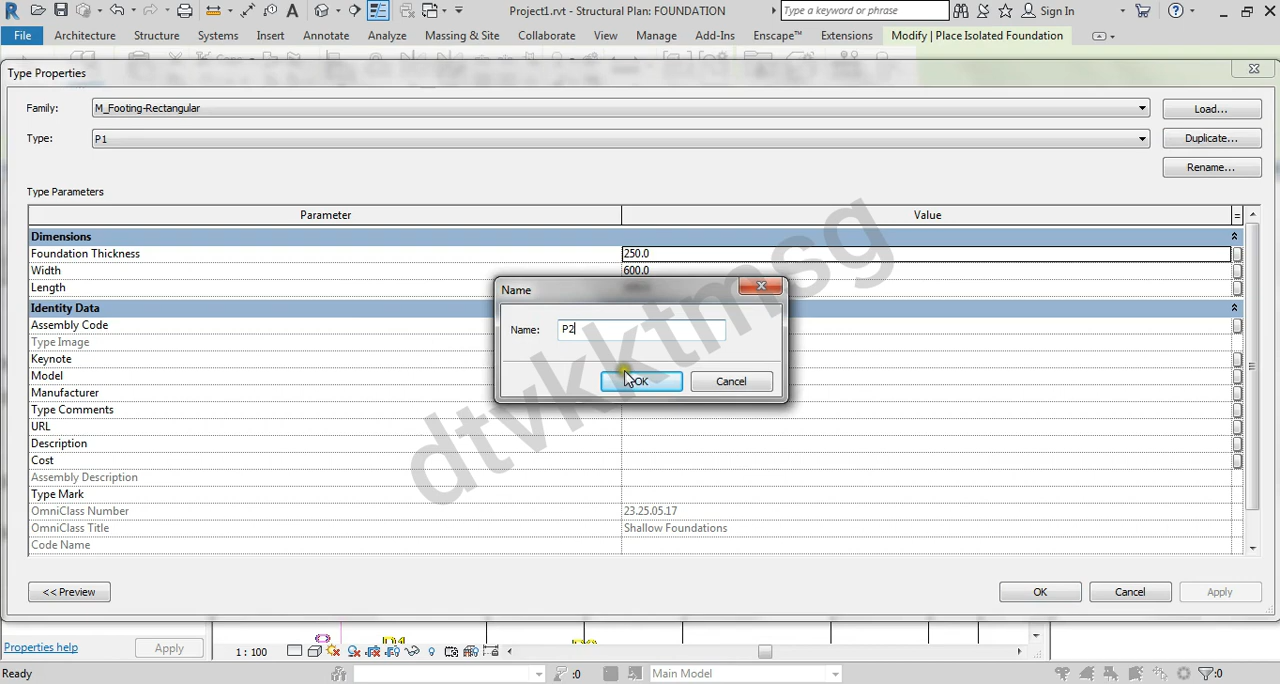 Project1.rvt - Structural Plan: FOUNDATION
Type a keyword or phrase
Sign In
File Architecture Structure Systems Insert Annotate Analyze Massing & Site Collaborate View Manage Add-Ins Enscape™ Extensions Modify | Place Isolated Foundation
Type Properties
Family: M_Footing-Rectangular Load...
Type: P1 Duplicate...
Rename...
Type Parameters
Parameter Value =
Dimensions
Foundation Thickness 250.0
Width 600.0
Length
Identity Data
Assembly Code
Type Image
Keynote
Model
Manufacturer
Type Comments
URL
Description
Cost
Assembly Description
Type Mark
OmniClass Number 23.25.05.17
OmniClass Title Shallow Foundations
Code Name
Name
Name: P2
OK Cancel
dtvkktmsg
<< Preview OK Cancel Apply
Properties help Apply
1 : 100
Ready :0 Main Model :0